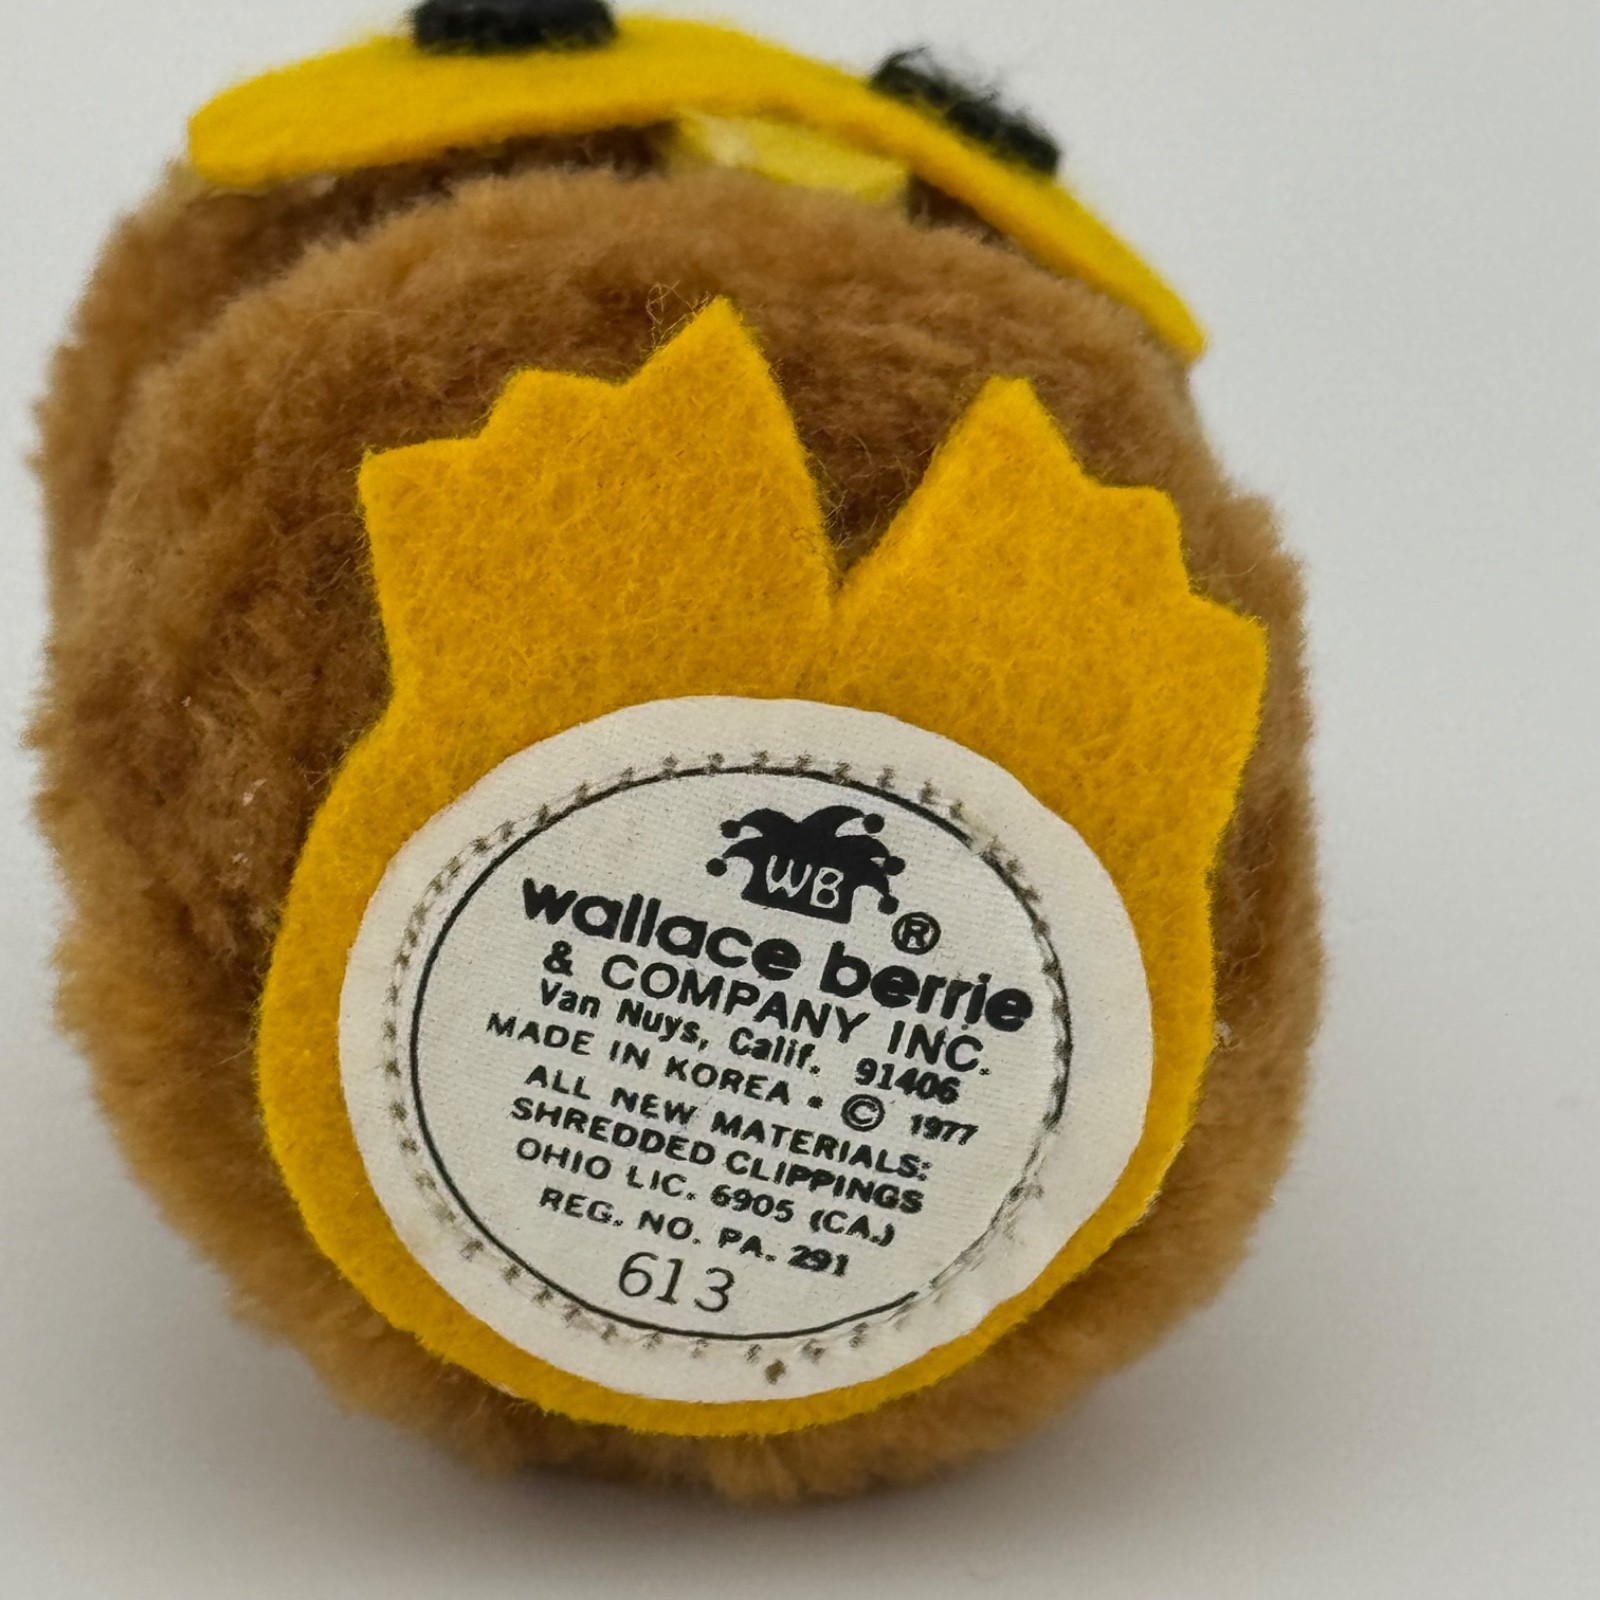 WB
wallace berrie ®
& COMPANY INC.
Van Nuys, Calif. 91406
MADE IN KOREA • © 1977
ALL NEW MATERIALS:
SHREDDED CLIPPINGS
OHIO LIC. 6905 (CA.)
REG. NO. PA. 291
613